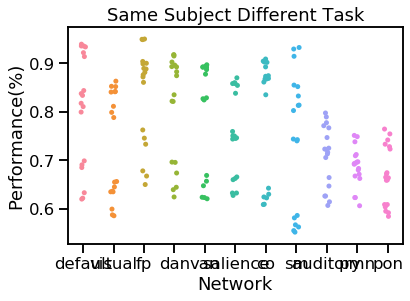 Same Subject Different Task
Performance(%)
0.9
0.8
0.7
0.6
default visual fp dan van salience co sm auditory pmn pon
Network